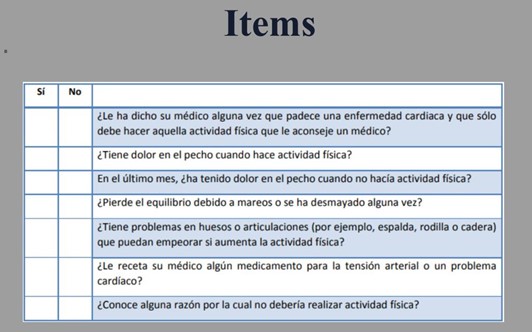 Items
Sí No
¿Le ha dicho su médico alguna vez que padece una enfermedad cardiaca y que sólo
debe hacer aquella actividad física que le aconseje un médico?
¿Tiene dolor en el pecho cuando hace actividad física?
En el último mes, ¿ha tenido dolor en el pecho cuando no hacía actividad física?
¿Pierde el equilibrio debido a mareos o se ha desmayado alguna vez?
¿Tiene problemas en huesos o articulaciones (por ejemplo, espalda, rodilla o cadera)
que puedan empeorar si aumenta la actividad física?
¿Le receta su médico algún medicamento para la tensión arterial o un problema
cardíaco?
¿Conoce alguna razón por la cual no debería realizar actividad física?